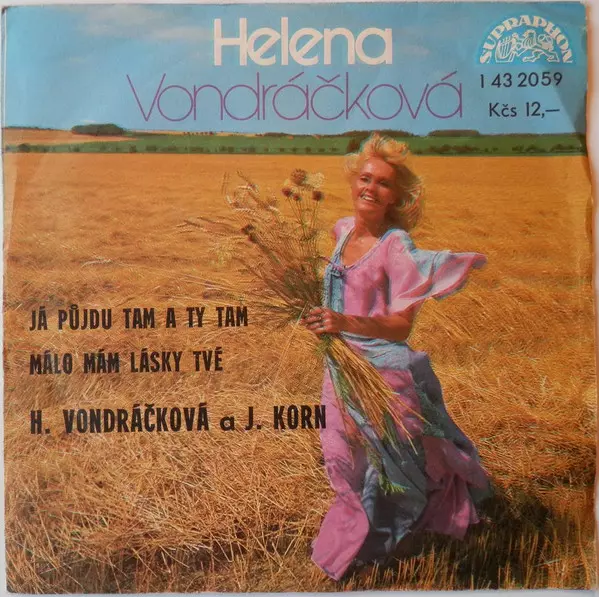 Helena
Vondráčková
SUPRAPHON
1 43 2059
Kčs 12,—
JÁ PŮJDU TAM A TY TAM
MÁLO MÁM LÁSKY TVÉ
H. VONDRÁČKOVÁ a J. KORN